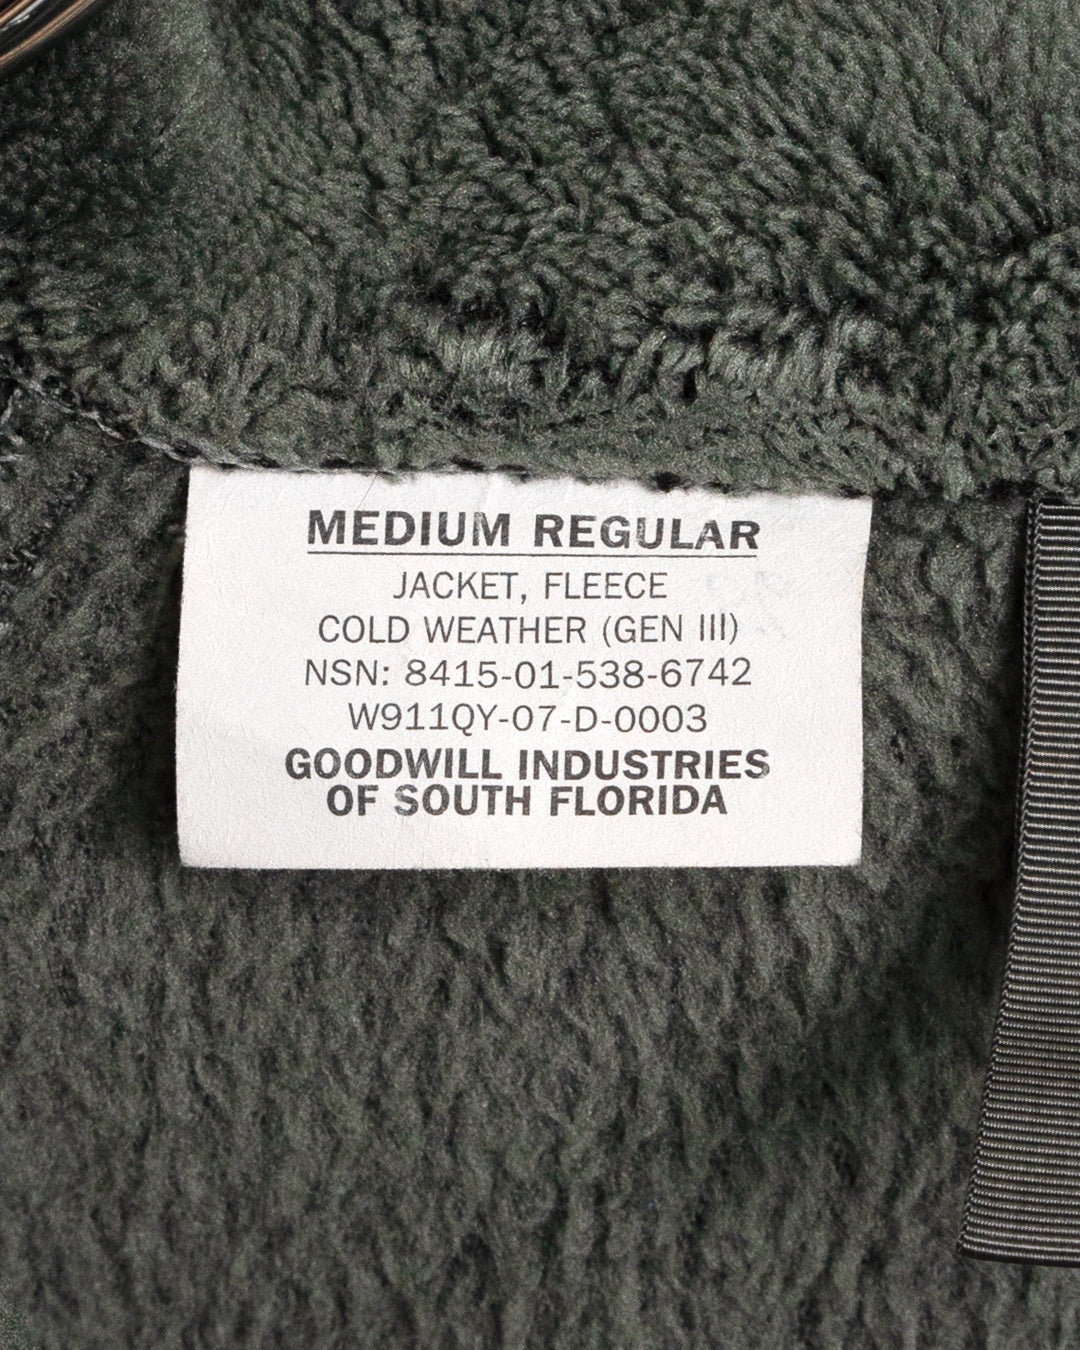 MEDIUM REGULAR
JACKET, FLEECE
COLD WEATHER (GEN III)
NSN: 8415-01-538-6742
W911QY-07-D-0003
GOODWILL INDUSTRIES
OF SOUTH FLORIDA